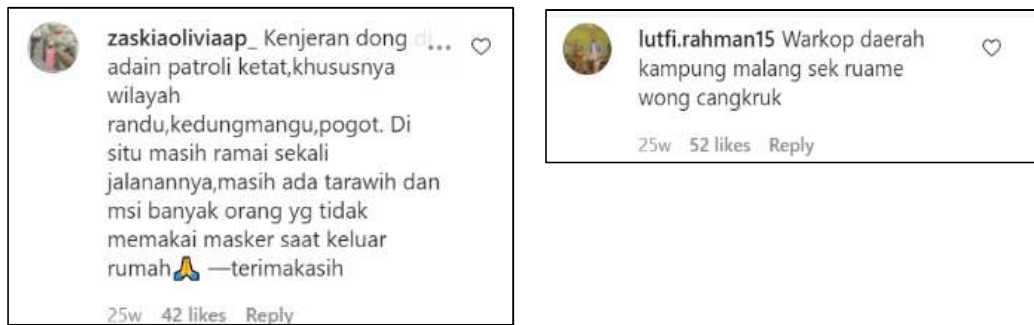 zaskiaoliviaap_ Kenjeran dong di...
adain patroli ketat,khususnya
wilayah
randu,kedungmangu,pogot. Di
situ masih ramai sekali
jalanannya,masih ada tarawih dan
msi banyak orang yg tidak
memakai masker saat keluar
rumah🙏 —terimakasih
25w 42 likes Reply
lutfi.rahman15 Warkop daerah
kampung malang sek ruame
wong cangkruk
25w 52 likes Reply